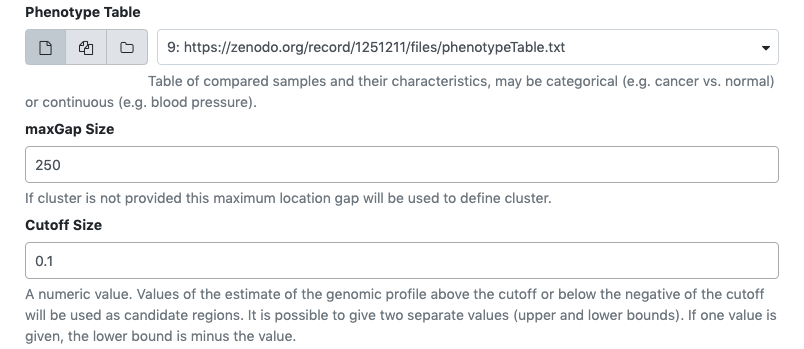 Phenotype Table
9: https://zenodo.org/record/1251211/files/phenotypeTable.txt
Table of compared samples and their characteristics, may be categorical (e.g. cancer vs. normal)
or continuous (e.g. blood pressure).
maxGap Size
250
If cluster is not provided this maximum location gap will be used to define cluster.
Cutoff Size
0.1
A numeric value. Values of the estimate of the genomic profile above the cutoff or below the negative of the cutoff
will be used as candidate regions. It is possible to give two separate values (upper and lower bounds). If one value is
given, the lower bound is minus the value.